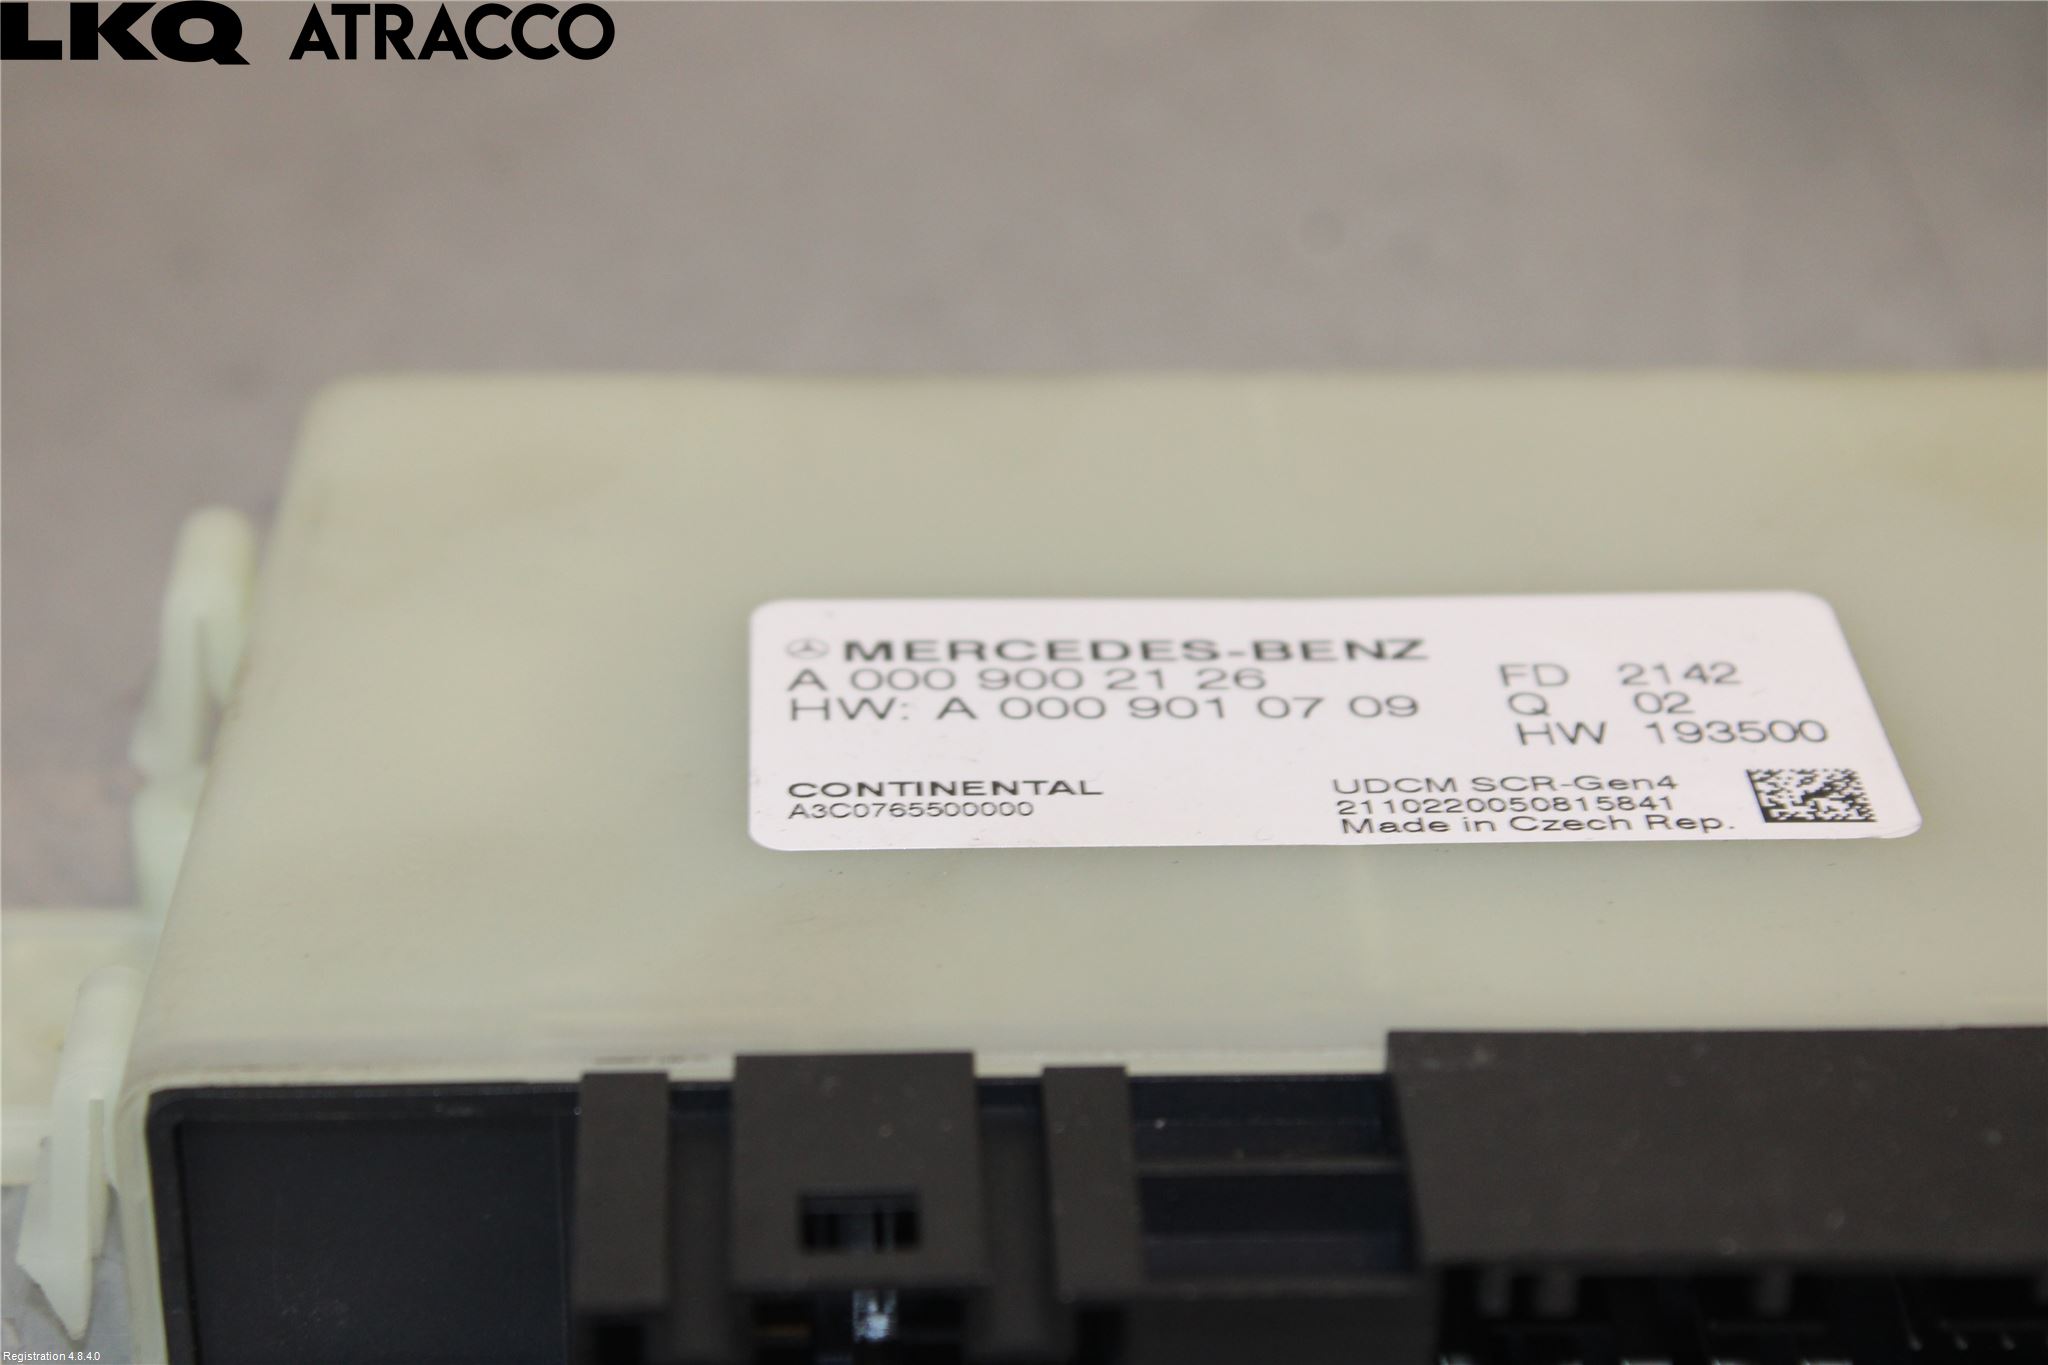 LKQ ATRACCO
MERCEDES-BENZ
A 000 900 21 26
HW: A 000 901 07 09
FD 2142
Q 02
HW 193500
CONTINENTAL
A3C0765500000
UDCM SCR-Gen4
2110220050815841
Made in Czech Rep.
Registration 4.8.4.0